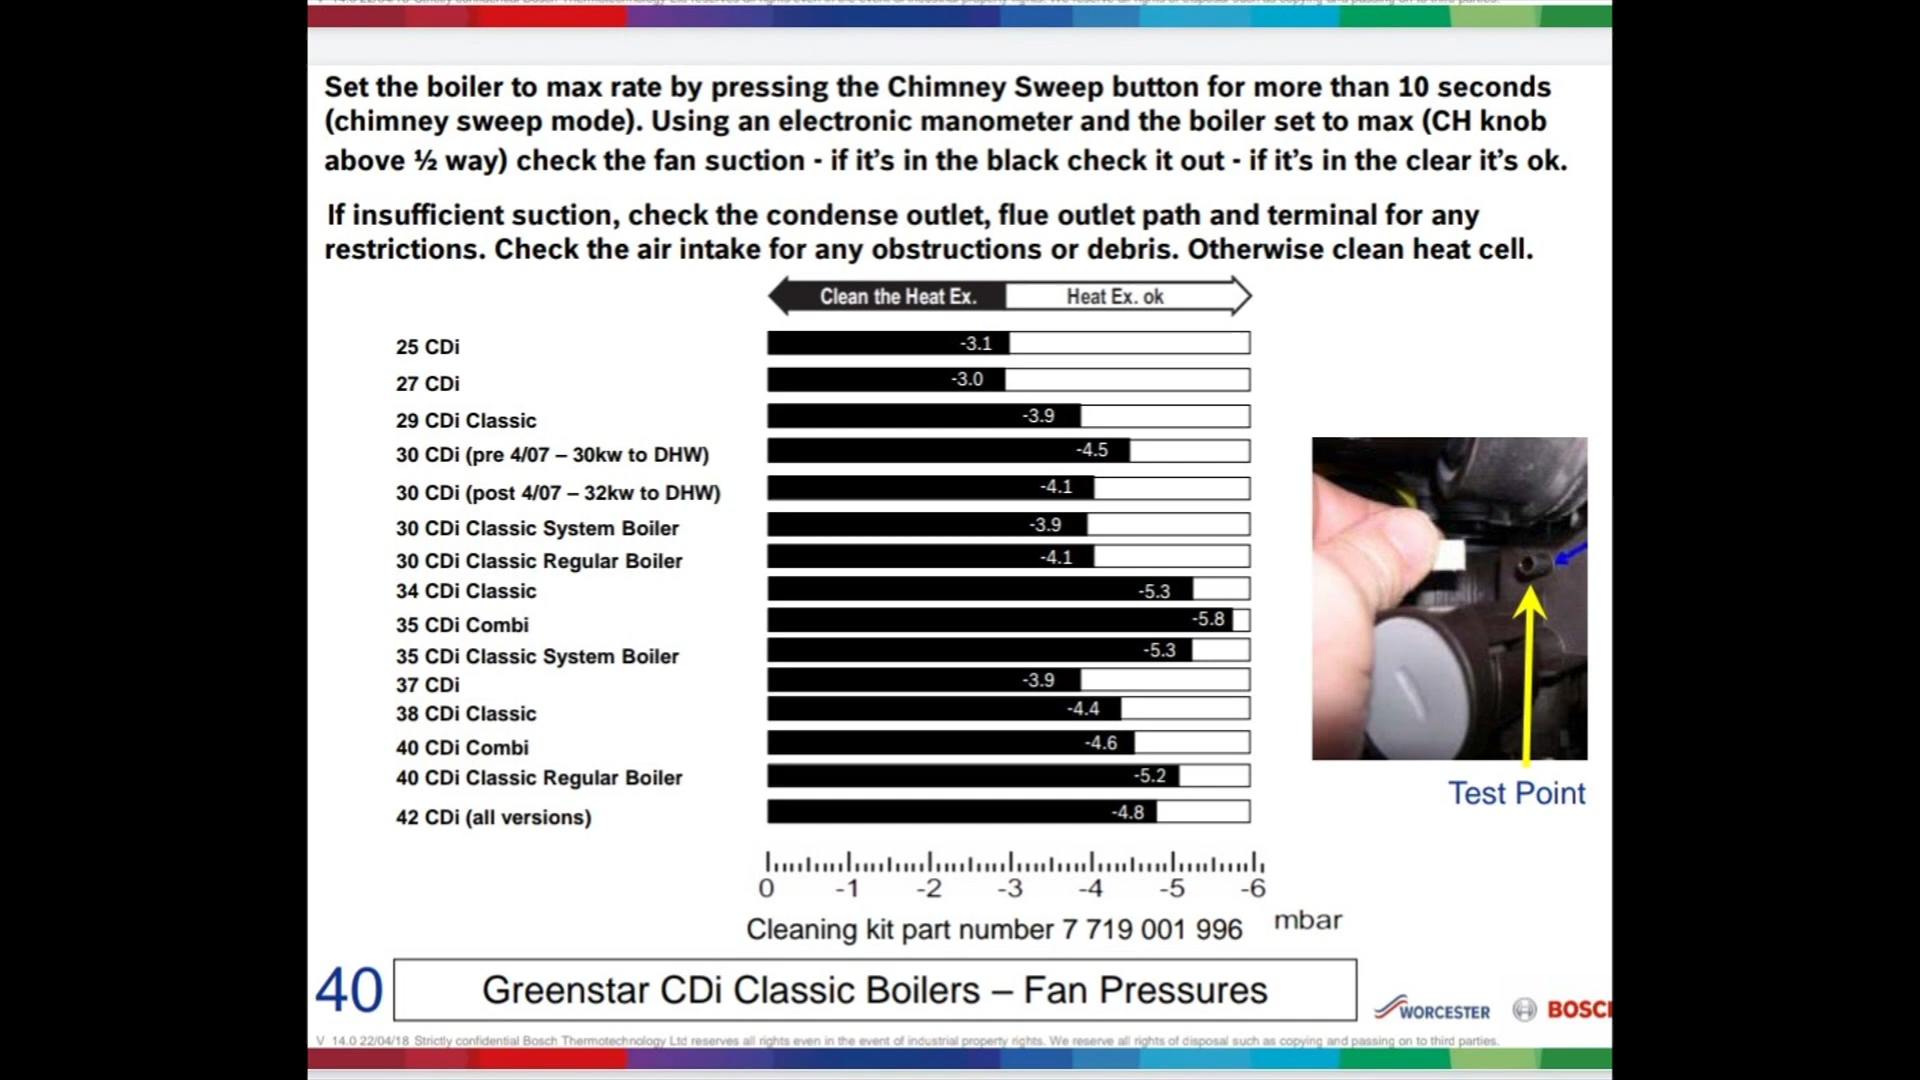 Set the boiler to max rate by pressing the Chimney Sweep button for more than 10 seconds
(chimney sweep mode). Using an electronic manometer and the boiler set to max (CH knob
above ½ way) check the fan suction - if it's in the black check it out - if it's in the clear it's ok.
If insufficient suction, check the condense outlet, flue outlet path and terminal for any
restrictions. Check the air intake for any obstructions or debris. Otherwise clean heat cell.
Clean the Heat Ex. Heat Ex. ok
25 CDi -3.1
27 CDi -3.0
29 CDi Classic -3.9
30 CDi (pre 4/07 – 30kw to DHW) -4.5
30 CDi (post 4/07 – 32kw to DHW) -4.1
30 CDi Classic System Boiler -3.9
30 CDi Classic Regular Boiler -4.1
34 CDi Classic -5.3
35 CDi Combi -5.8
35 CDi Classic System Boiler -5.3
37 CDi -3.9
38 CDi Classic -4.4
40 CDi Combi -4.6
40 CDi Classic Regular Boiler -5.2
42 CDi (all versions) -4.8
Test Point
0 -1 -2 -3 -4 -5 -6
mbar
Cleaning kit part number 7 719 001 996
40 Greenstar CDi Classic Boilers – Fan Pressures
WORCESTER BOSCH
V 14.0 22/04/18 Strictly confidential Bosch Thermotechnology Ltd reserves all rights even in the event of industrial property rights. We reserve all rights of disposal such as copying and passing on to third parties.